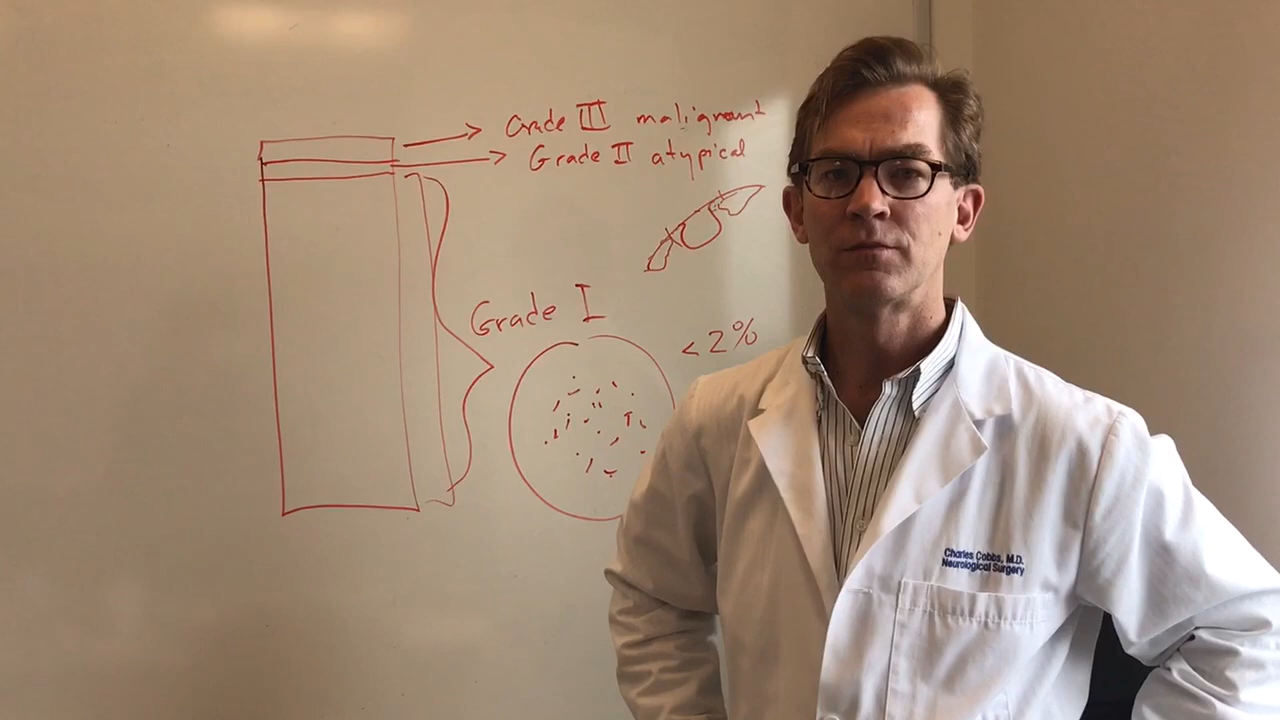 Grade III malignant
Grade II atypical
Grade I
< 2%
Charles Cobbs, M.D.
Neurological Surgery